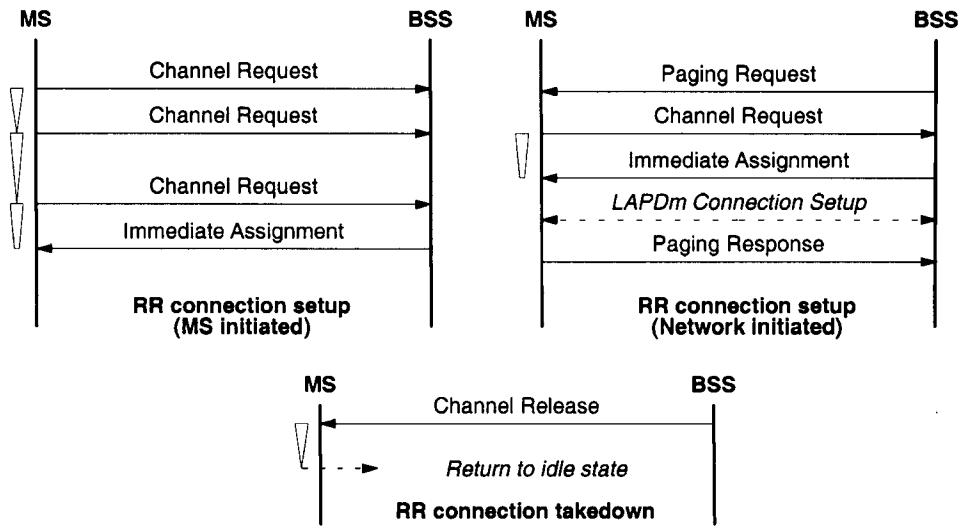 MS
BSS
Channel Request
Channel Request
Channel Request
Immediate Assignment
RR connection setup
(MS initiated)
MS
BSS
Paging Request
Channel Request
Immediate Assignment
LAPDm Connection Setup
Paging Response
RR connection setup
(Network initiated)
MS
BSS
Channel Release
Return to idle state
RR connection takedown